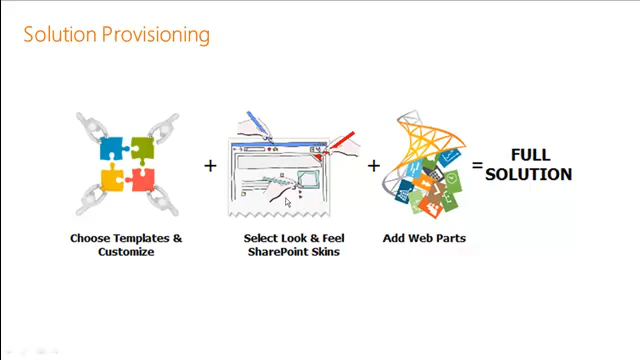 Solution Provisioning
+
+
=
FULL
SOLUTION
Choose Templates &
Customize
Select Look & Feel
SharePoint Skins
Add Web Parts